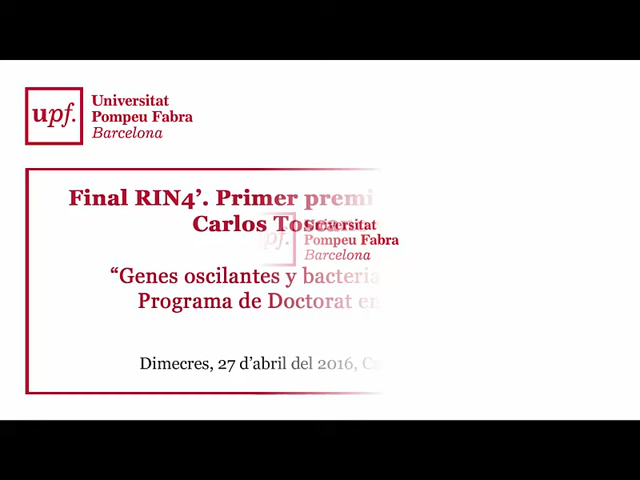 upf.
Universitat
Pompeu Fabra
Barcelona
Final RIN4’. Primer premi
Carlos
pf.
Universitat
Pompeu Fabra
Barcelona
“Genes oscilantes y bacteria
Programa de Doctorat en
Dimecres, 27 d’abril del 2016,